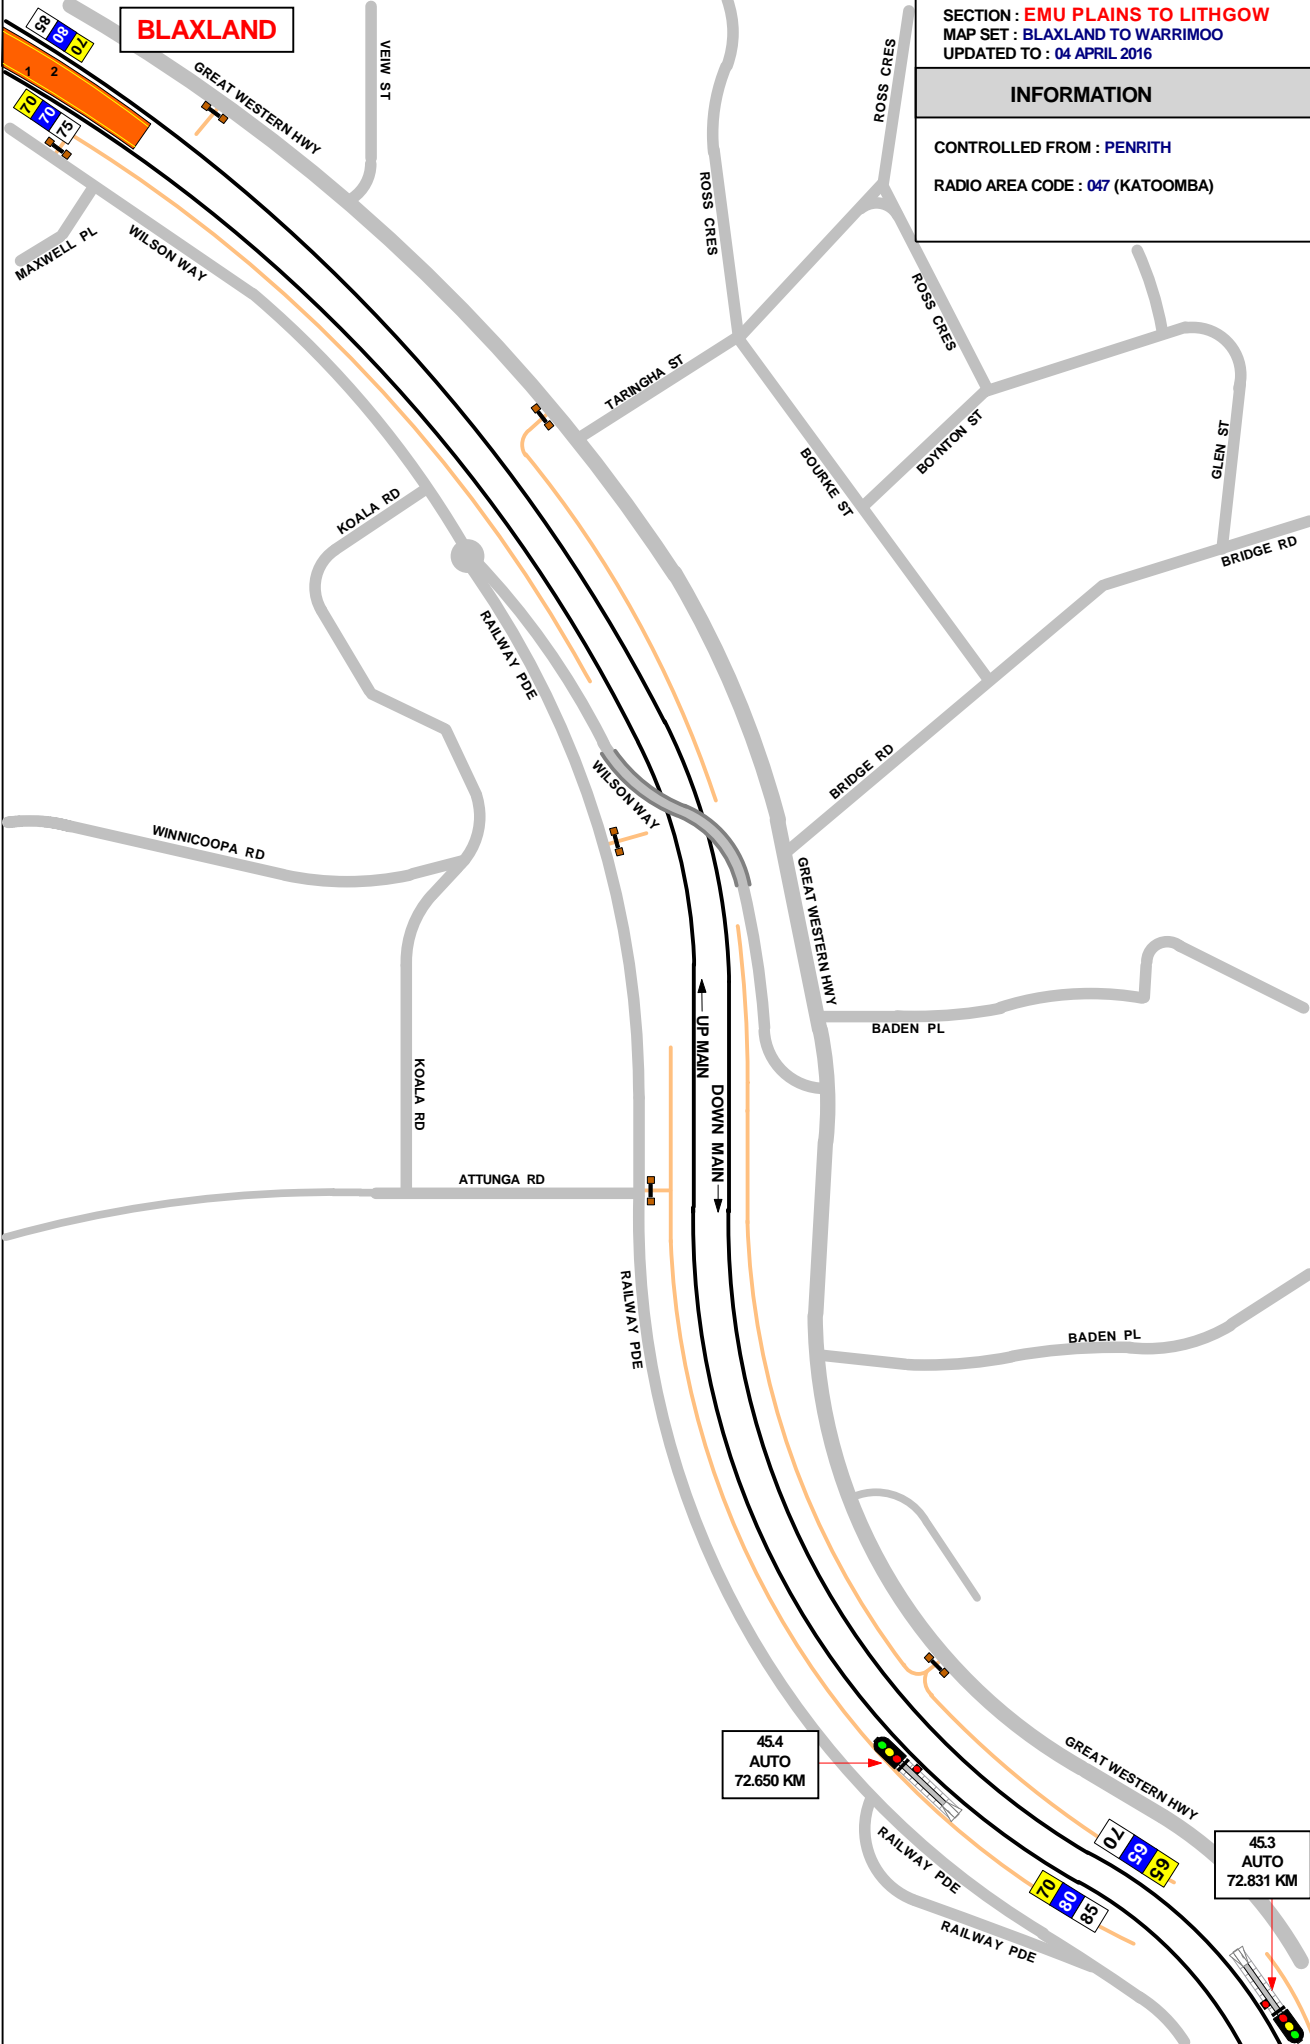 BLAXLAND
SECTION : EMU PLAINS TO LITHGOW
MAP SET : BLAXLAND TO WARRIMOO
UPDATED TO : 04 APRIL 2016
INFORMATION
CONTROLLED FROM : PENRITH
RADIO AREA CODE : 047 (KATOOMBA)
85 80 70
1 2
70 70 75
GREAT WESTERN HWY
VEIW ST
ROSS CRES
ROSS CRES
ROSS CRES
MAXWELL PL
WILSON WAY
TARINGHA ST
BOYNTON ST
BOURKE ST
GLEN ST
BRIDGE RD
KOALA RD
RAILWAY PDE
BRIDGE RD
WILSON WAY
WINNICOOPA RD
GREAT WESTERN HWY
BADEN PL
UP MAIN
DOWN MAIN
KOALA RD
ATTUNGA RD
RAILWAY PDE
BADEN PL
45.4
AUTO
72.650 KM
GREAT WESTERN HWY
70 65 65
45.3
AUTO
72.831 KM
RAILWAY PDE
70 80 85
RAILWAY PDE